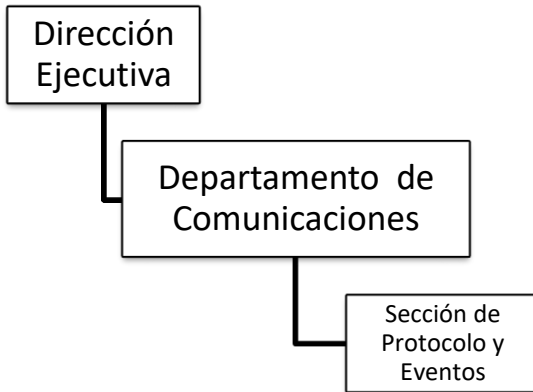 Dirección
Ejecutiva
Departamento de
Comunicaciones
Sección de
Protocolo y
Eventos